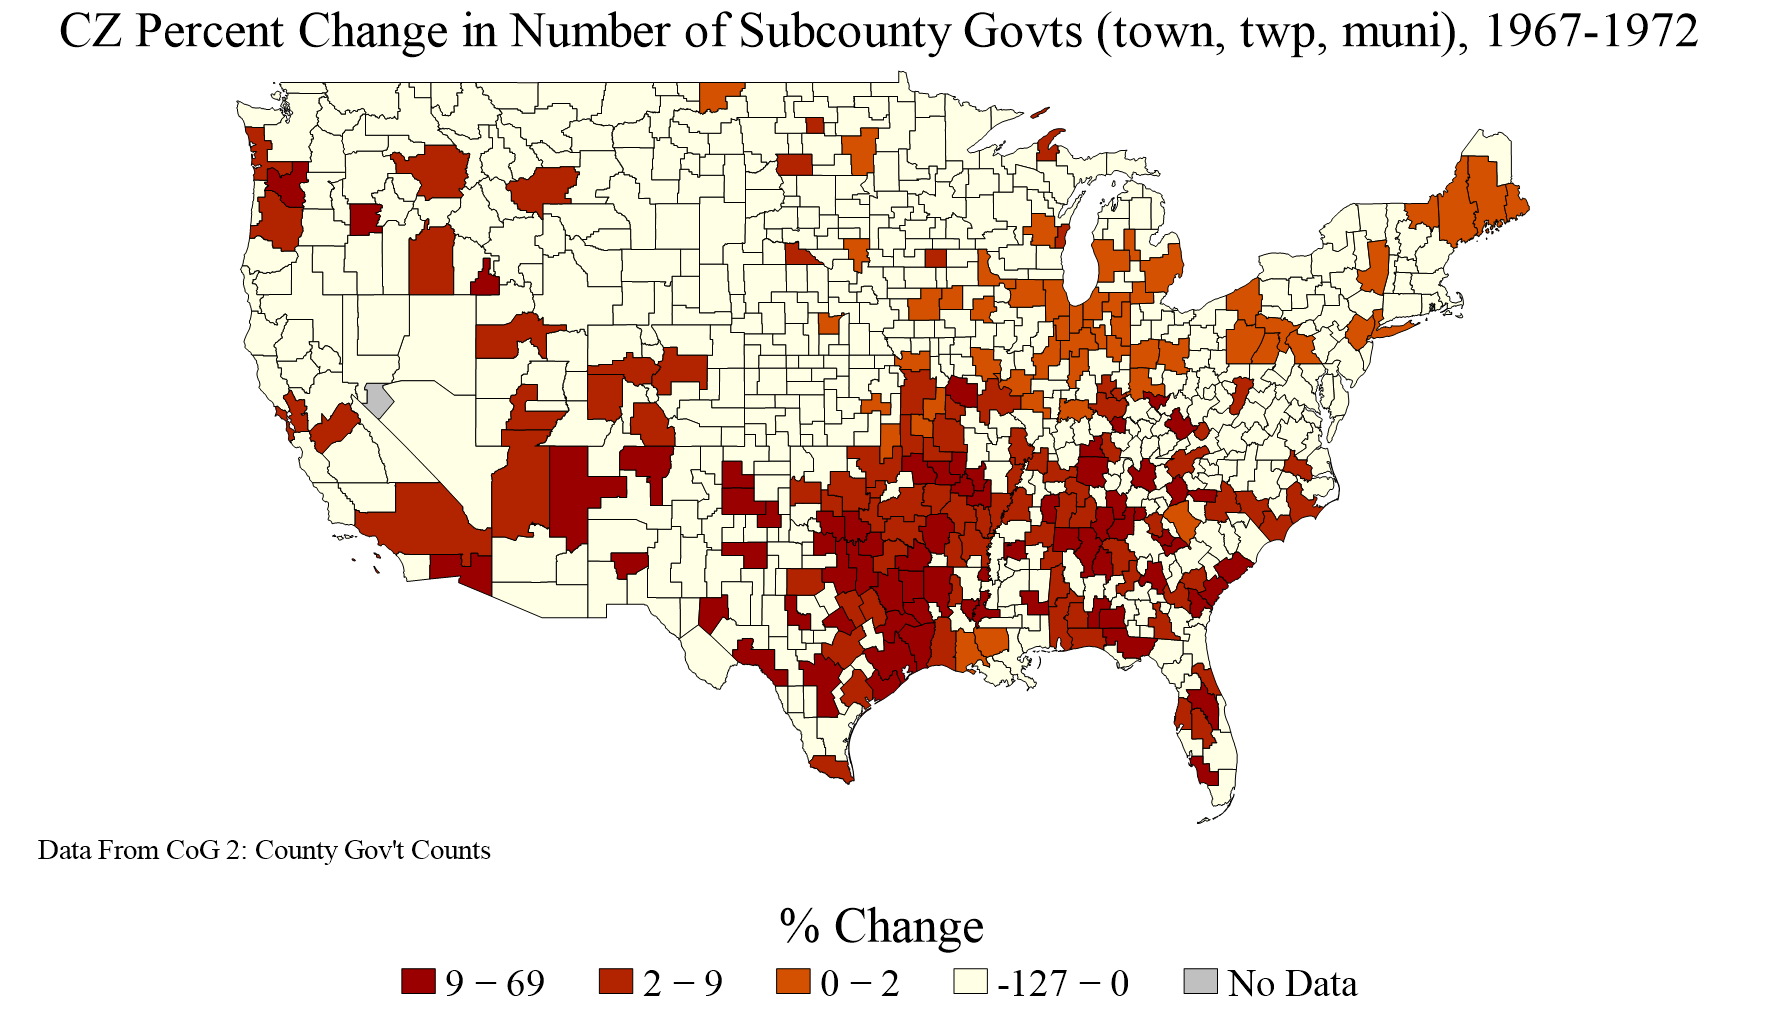 CZ Percent Change in Number of Subcounty Govts (town, twp, muni), 1967-1972
Data From CoG 2: County Gov't Counts
% Change
9 − 69 2 − 9 0 − 2 -127 − 0 No Data